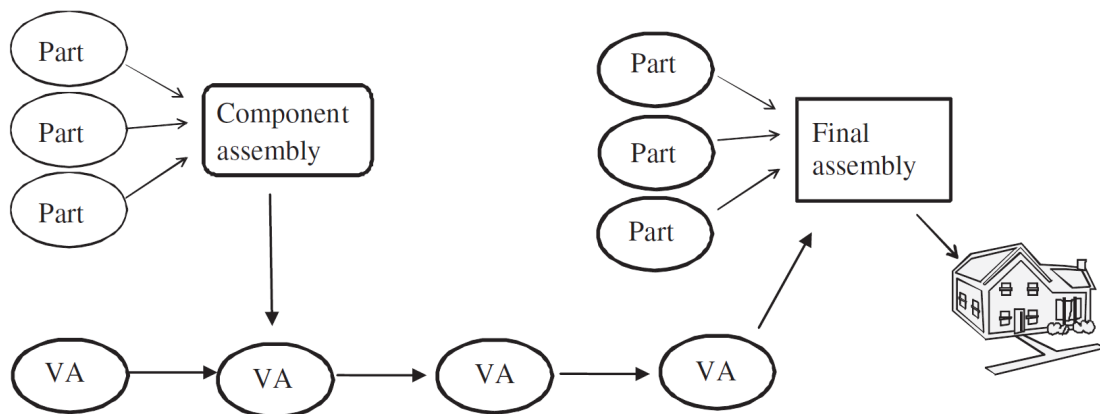 Part
Part
Part
Component
assembly
Part
Part
Part
Final
assembly
VA
VA
VA
VA